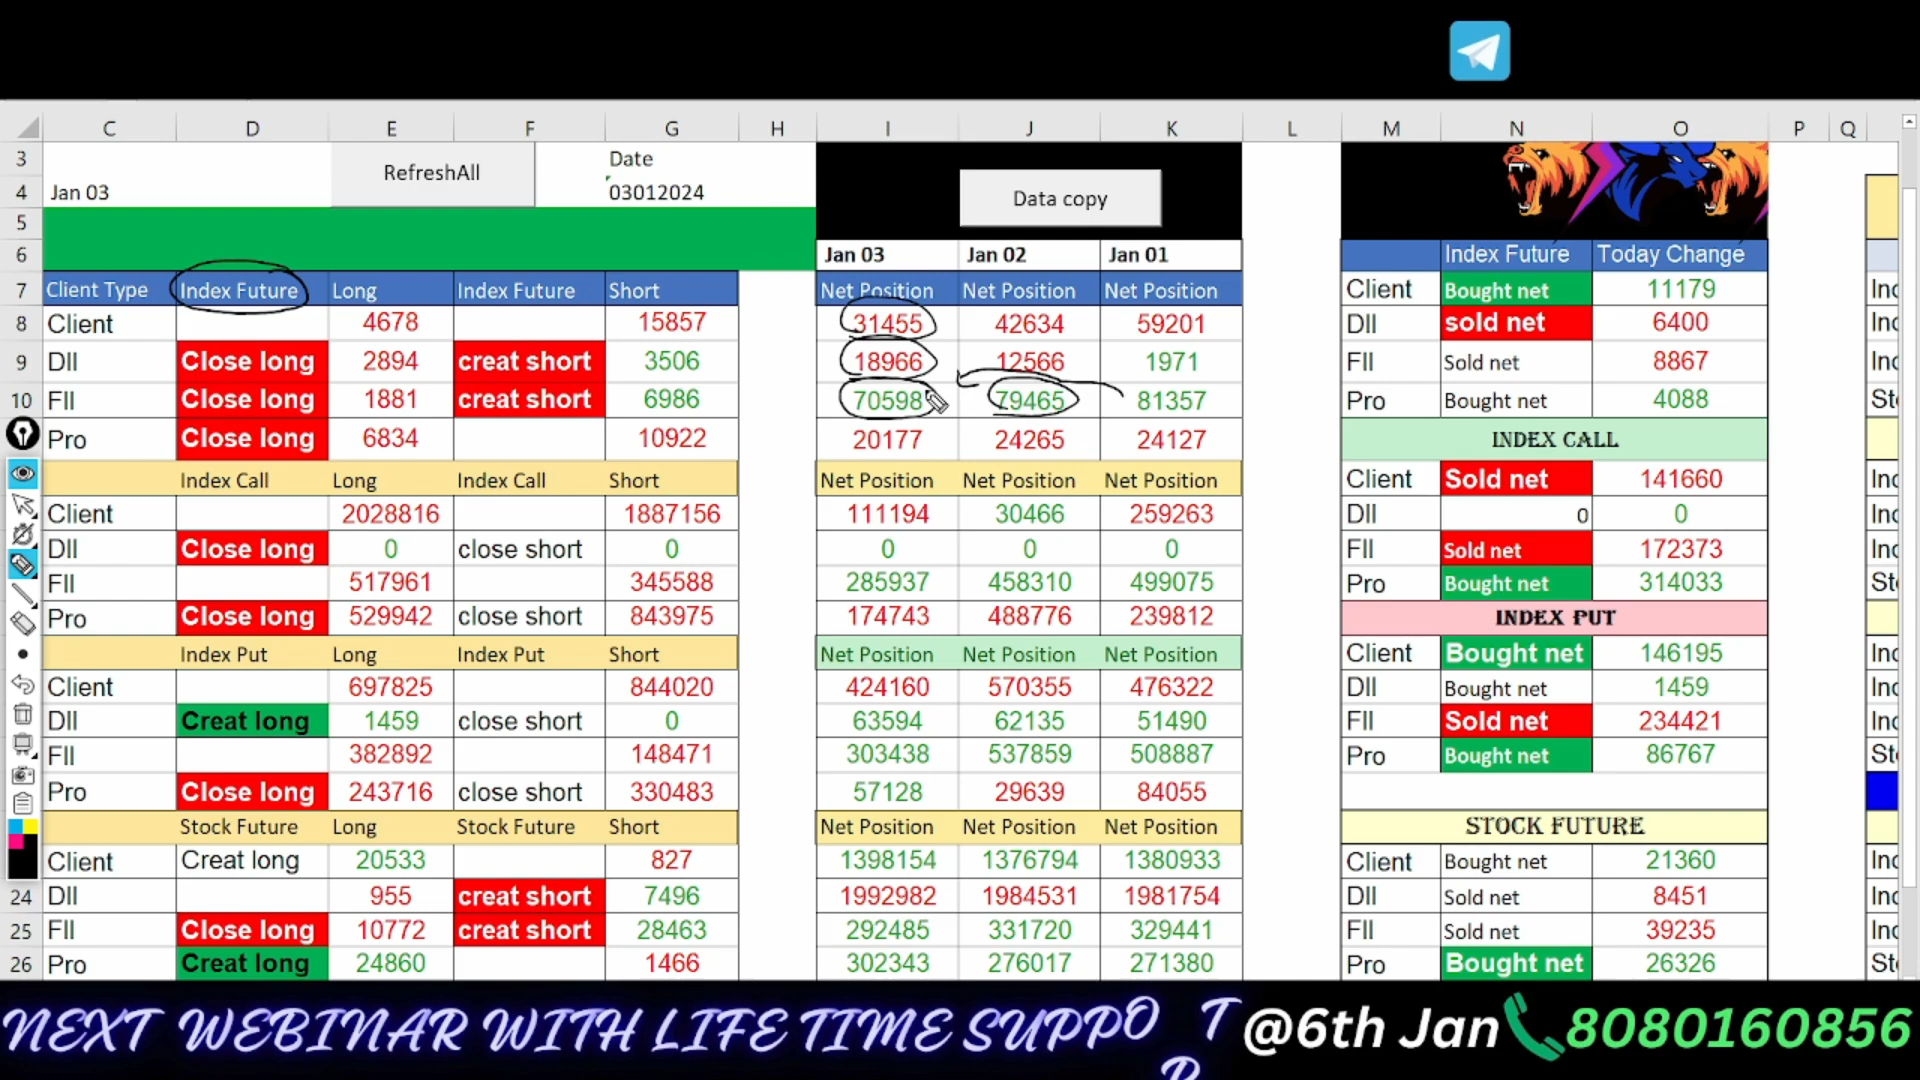 C D E F G H I J K L M N O P Q
3 Date
RefreshAll
4 Jan 03 03012024
Data copy
5
6 Jan 03 Jan 02 Jan 01 Index Future Today Change
7 Client Type Index Future Long Index Future Short Net Position Net Position Net Position Client Bought net 11179
8 Client 4678 15857 31455 42634 59201 DII sold net 6400
9 DII Close long 2894 creat short 3506 18966 12566 1971 FII Sold net 8867
10 FII Close long 1881 creat short 6986 70598 79465 81357 Pro Bought net 4088
Pro Close long 6834 10922 20177 24265 24127 INDEX CALL
Index Call Long Index Call Short Net Position Net Position Net Position Client Sold net 141660
Client 2028816 1887156 111194 30466 259263 DII 0 0
DII Close long 0 close short 0 0 0 0 FII Sold net 172373
FII 517961 345588 285937 458310 499075 Pro Bought net 314033
Pro Close long 529942 close short 843975 174743 488776 239812 INDEX PUT
Index Put Long Index Put Short Net Position Net Position Net Position Client Bought net 146195
Client 697825 844020 424160 570355 476322 DII Bought net 1459
DII Creat long 1459 close short 0 63594 62135 51490 FII Sold net 234421
FII 382892 148471 303438 537859 508887 Pro Bought net 86767
Pro Close long 243716 close short 330483 57128 29639 84055
Stock Future Long Stock Future Short Net Position Net Position Net Position STOCK FUTURE
Client Creat long 20533 827 1398154 1376794 1380933 Client Bought net 21360
24 DII 955 creat short 7496 1992982 1984531 1981754 DII Sold net 8451
25 FII Close long 10772 creat short 28463 292485 331720 329441 FII Sold net 39235
26 Pro Creat long 24860 1466 302343 276017 271380 Pro Bought net 26326
NEXT WEBINAR WITH LIFE TIME SUPPO T @6th Jan 8080160856
R